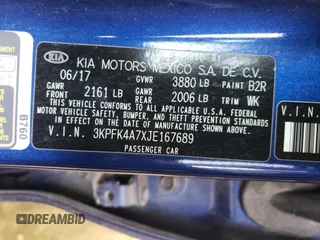 KIA
KIA MOTORS MEXICO S.A. DE C.V.
06/17 GVWR 3880 LB PAINT B2R
GAWR FRONT 2161 LB GAWR REAR 2006 LB TRIM WK
THIS VEHICLE CONFORMS TO ALL APPLICABLE FEDERAL
MOTOR VEHICLE SAFETY, BUMPER, AND THEFT
PREVENTION STANDARDS IN EFFECT ON THE DATE OF
MANUFACTURE SHOWN ABOVE.
V.I.N. 3KPFK4A7XJE167689
PASSENGER CAR
B760
V.I.N.
DREAMBID